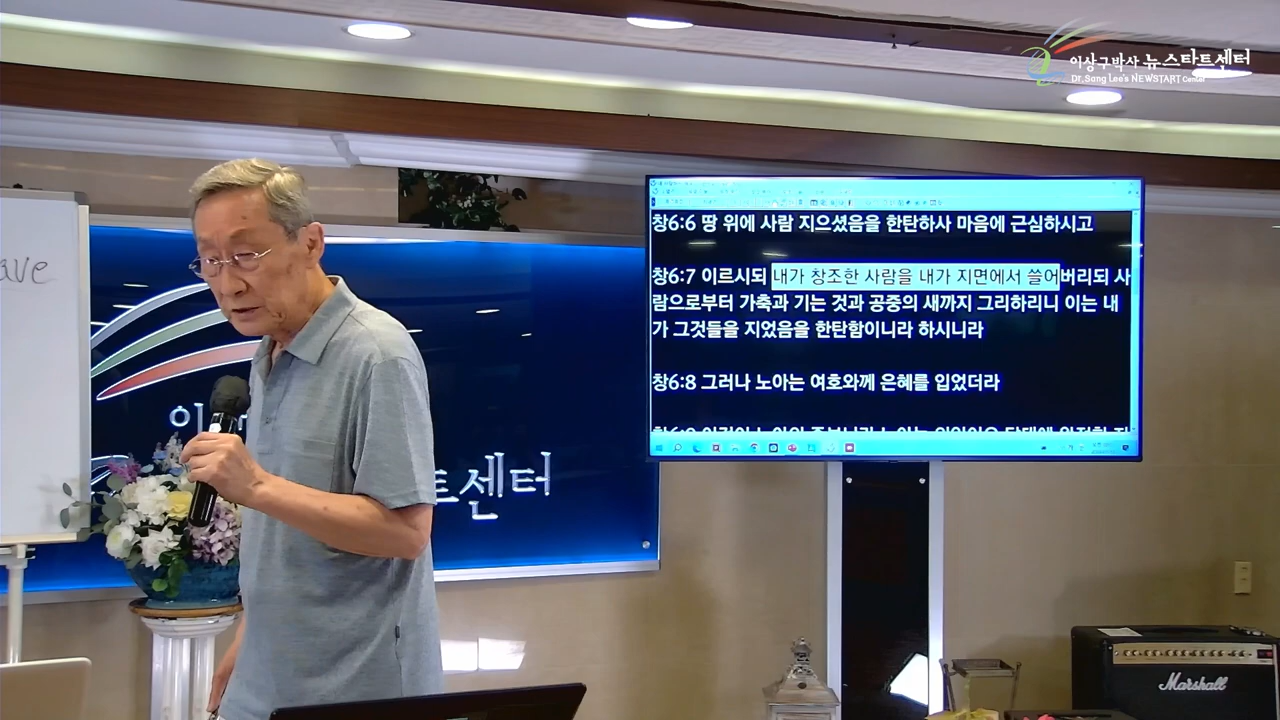 이상구박사 뉴스타트센터
Dr. Sang Lee's NEWSTART Center
ave
창6:6 땅 위에 사람 지으셨음을 한탄하사 마음에 근심하시고
창6:7 이르시되 내가 창조한 사람을 내가 지면에서 쓸어버리되 사
람으로부터 가축과 기는 것과 공중의 새까지 그리하리니 이는 내
가 그것들을 지었음을 한탄함이니라 하시니라
창6:8 그러나 노아는 여호와께 은혜를 입었더라
이
트센터
Marshall